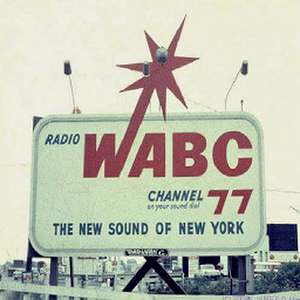 RADIO
WABC
CHANNEL 77
on your sound dial
THE NEW SOUND OF NEW YORK